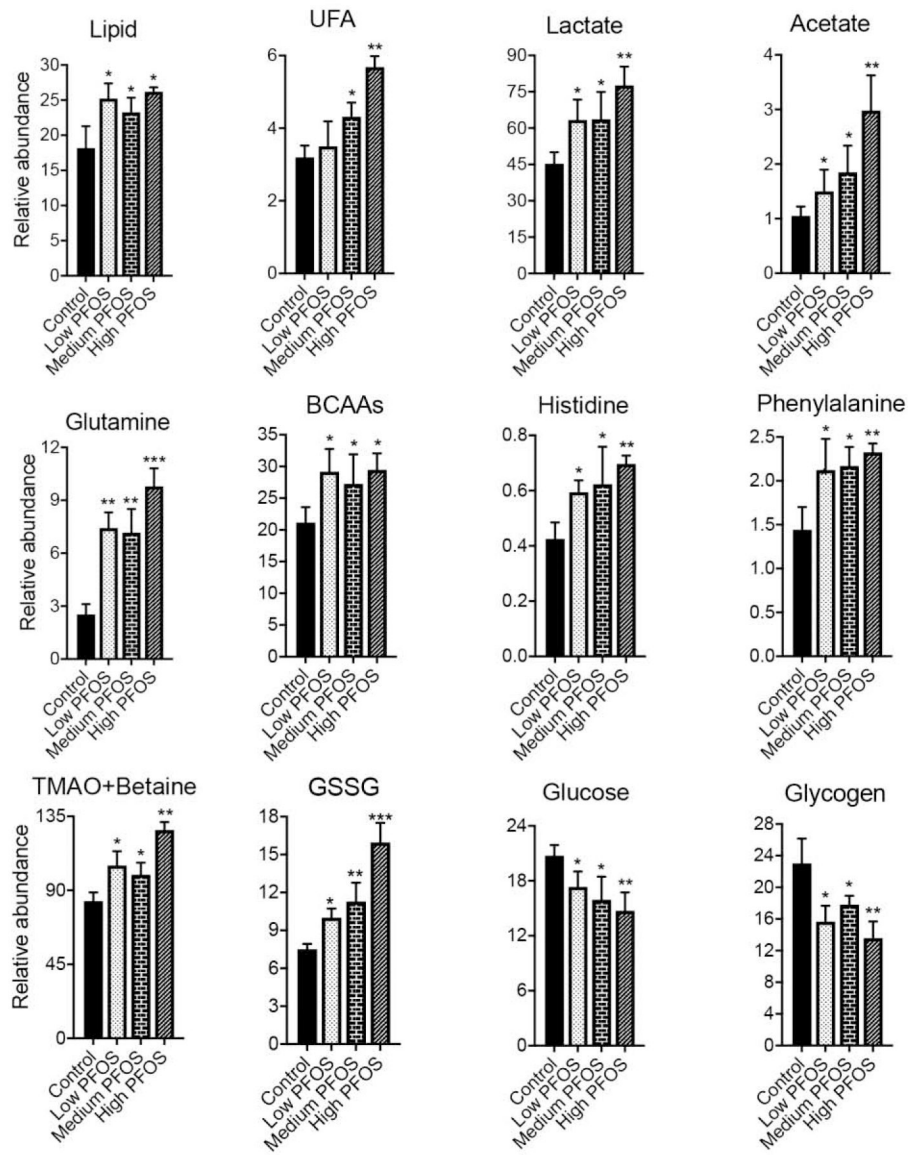 Lipid
Relative abundance
30
25
20
15
10
5
0
*
*
*
Control
Low PFOS
Medium PFOS
High PFOS
UFA
6
4
2
0
*
**
Control
Low PFOS
Medium PFOS
High PFOS
Lactate
90
75
60
45
30
15
0
*
*
**
Control
Low PFOS
Medium PFOS
High PFOS
Acetate
4
3
2
1
0
*
*
**
Control
Low PFOS
Medium PFOS
High PFOS
Glutamine
Relative abundance
12
9
6
3
0
**
**
***
Control
Low PFOS
Medium PFOS
High PFOS
BCAAs
35
30
25
20
15
10
5
0
*
*
*
Control
Low PFOS
Medium PFOS
High PFOS
Histidine
0.8
0.6
0.4
0.2
0.0
*
*
**
Control
Low PFOS
Medium PFOS
High PFOS
Phenylalanine
2.5
2.0
1.5
1.0
0.5
0.0
*
*
**
Control
Low PFOS
Medium PFOS
High PFOS
TMAO+Betaine
Relative abundance
135
90
45
0
*
*
**
Control
Low PFOS
Medium PFOS
High PFOS
GSSG
18
15
12
9
6
3
0
*
**
***
Control
Low PFOS
Medium PFOS
High PFOS
Glucose
24
18
12
6
0
*
*
**
Control
Low PFOS
Medium PFOS
High PFOS
Glycogen
28
24
20
16
12
8
4
0
*
*
**
Control
Low PFOS
Medium PFOS
High PFOS